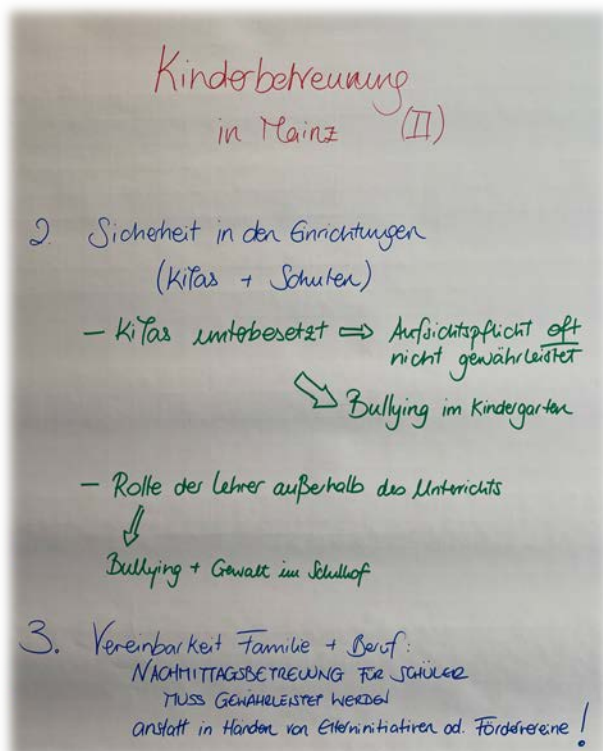 Kinderbetreuung
in Mainz (II)
2. Sicherheit in den Einrichtungen
(Kitas + Schulen)
- Kitas unterbesetzt ⇒ Aufsichtspflicht oft
nicht gewährleistet
⇘ Bullying im Kindergarten
- Rolle der Lehrer außerhalb des Unterrichts
⇓
Bullying + Gewalt im Schulhof
3. Vereinbarkeit Familie + Beruf:
NACHMITTAGSBETREUUNG FÜR SCHÜLER
MUSS GEWÄHRLEISTET WERDEN
anstatt in Händen von Elterninitiativen od. Fördervereine!